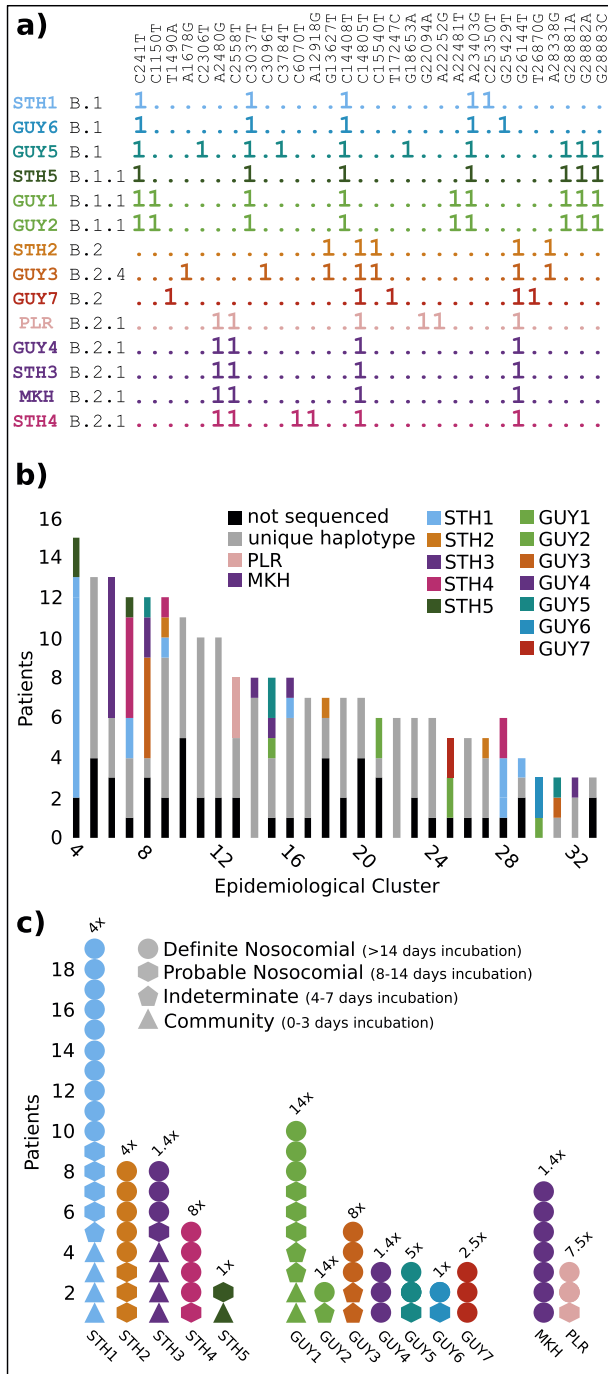 a)
C241T C1150T T1490A A1678G C2306T A2480G C2558T C3037T C3096T C3784T C6070T A12918G G13627T C14408T C14805T C15540T T17247C G18653A G22094A A22252G A22481T A23403G C25350T G25429T G26144T T26870G A28338G G28881A G28882A G28883C
STH1 B.1 1......1.....1.......11.......
GUY6 B.1 1......1.....1.......1.1......
GUY5 B.1 1...1..1.1...1...1...1.....111
STH5 B.1.1 1......1.....1.......1.....111
GUY1 B.1.1 11.....1.....1......11.....111
GUY2 B.1.1 11.....1.....1......11.....111
STH2 B.2 ............1.11........1.1...
GUY3 B.2.4 ...1....1...1.11........1.1...
GUY7 B.2 ..1...........1.1.......11....
PLR B.2.1 .....11.......1...11....1.....
GUY4 B.2.1 .....11.......1.........1.....
STH3 B.2.1 .....11.......1.........1.....
MKH B.2.1 .....11.......1.........1.....
STH4 B.2.1 .....11...11..1.........1.....
b)
Patients
16
14
12
10
8
6
4
2
0
not sequenced
unique haplotype
PLR
MKH
STH1
STH2
STH3
STH4
STH5
GUY1
GUY2
GUY3
GUY4
GUY5
GUY6
GUY7
4 8 12 16 20 24 28 32
Epidemiological Cluster
c)
Patients
18
16
14
12
10
8
6
4
2
Definite Nosocomial (>14 days incubation)
Probable Nosocomial (8-14 days incubation)
Indeterminate (4-7 days incubation)
Community (0-3 days incubation)
4x 4x 1.4x 8x 1x 14x 14x 8x 1.4x 5x 1x 2.5x 1.4x 7.5x
STH1 STH2 STH3 STH4 STH5 GUY1 GUY2 GUY3 GUY4 GUY5 GUY6 GUY7 MKH PLR